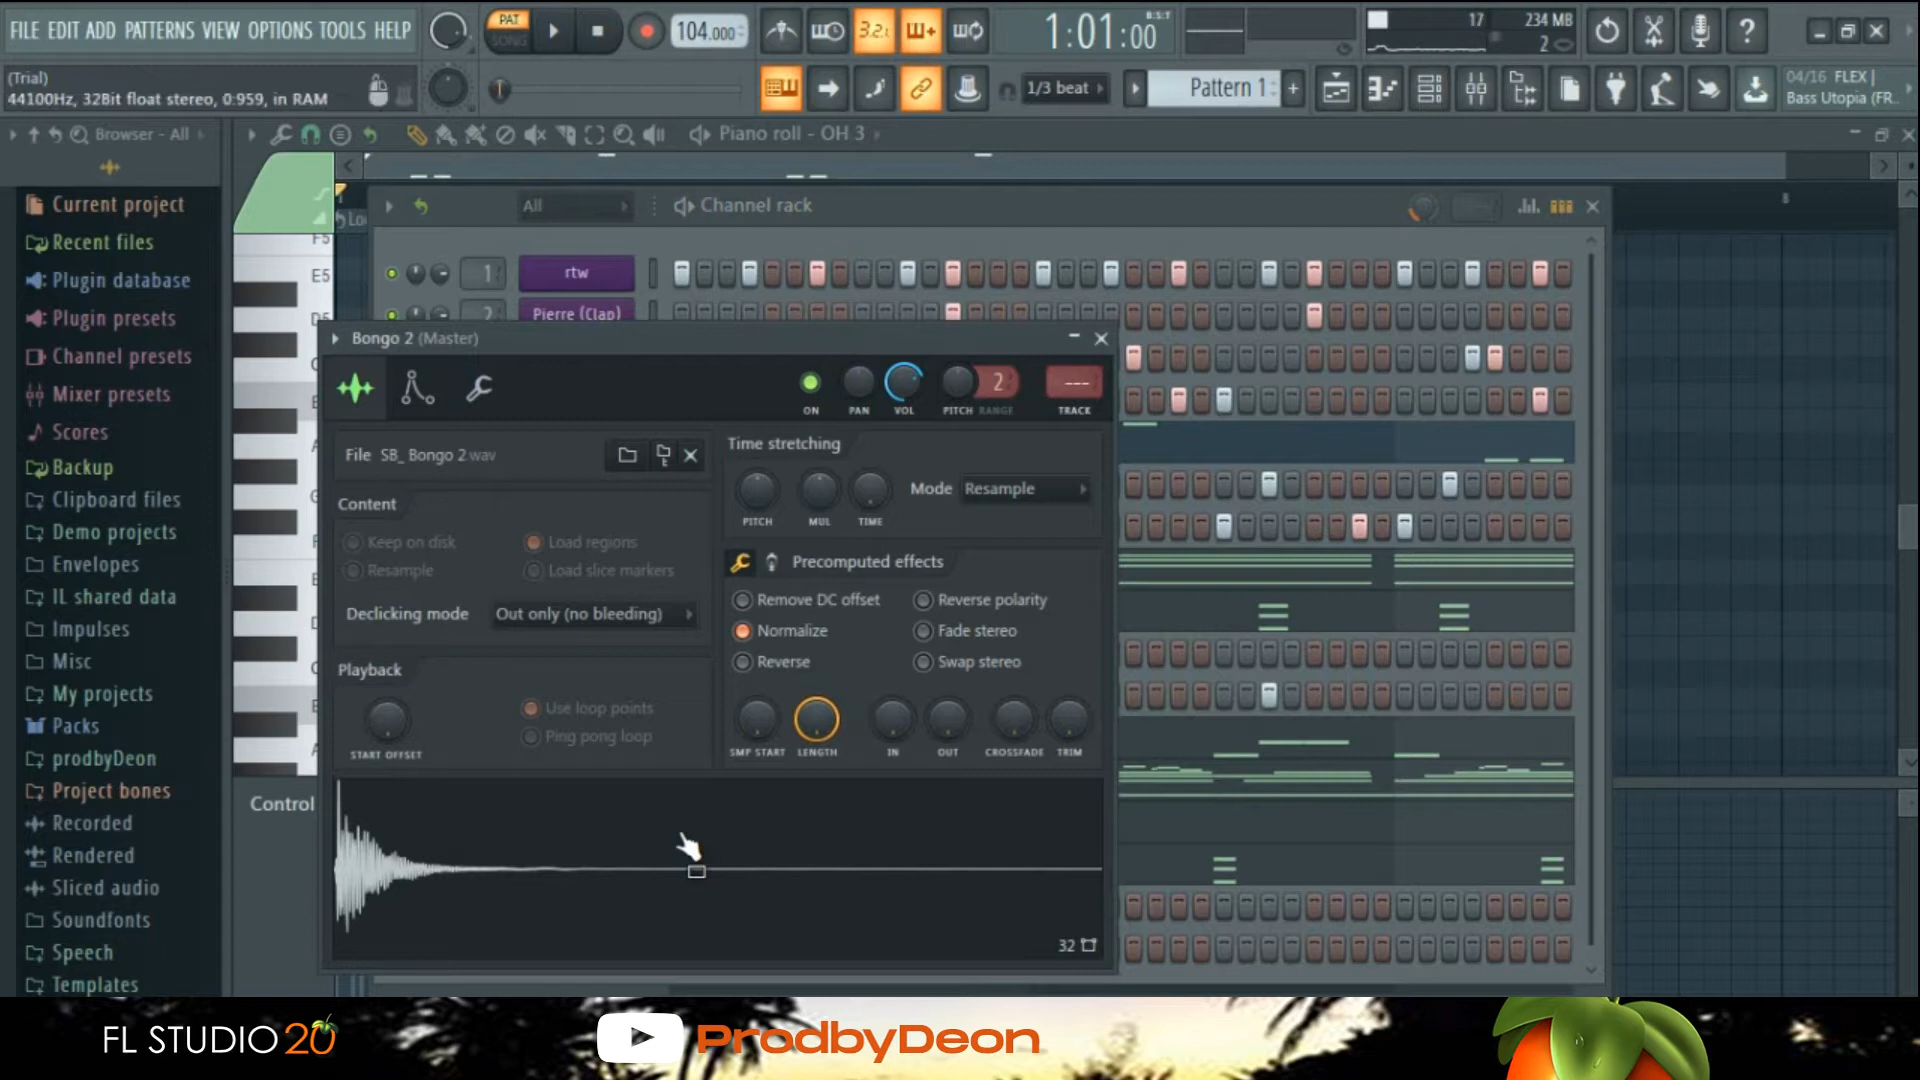 FILE EDIT ADD PATTERNS VIEW OPTIONS TOOLS HELP
PAT
SONG
104.000
3.2.
1:01:00
B:S:T
17
234 MB
2
(Trial)
44100Hz, 32Bit float stereo, 0:959, in RAM
1/3 beat
Pattern 1
04/16 FLEX |
Bass Utopia (FR..
Browser - All
Piano roll - OH 3
Current project
Recent files
Plugin database
Plugin presets
Channel presets
Mixer presets
Scores
Backup
Clipboard files
Demo projects
Envelopes
IL shared data
Impulses
Misc
My projects
Packs
prodbyDeon
Project bones
Recorded
Rendered
Sliced audio
Soundfonts
Speech
Templates
8
F5
E5
D5
Control
All
Channel rack
1
rtw
2
Pierre (Clap)
Bongo 2 (Master)
2
---
ON
PAN
VOL
PITCH
RANGE
TRACK
File SB_ Bongo 2.wav
Content
Keep on disk
Load regions
Resample
Load slice markers
Declicking mode
Out only (no bleeding)
Playback
Use loop points
Ping pong loop
START OFFSET
Time stretching
PITCH
MUL
TIME
Mode
Resample
Precomputed effects
Remove DC offset
Reverse polarity
Normalize
Fade stereo
Reverse
Swap stereo
SMP START
LENGTH
IN
OUT
CROSSFADE
TRIM
32
FL STUDIO 20
ProdbyDeon